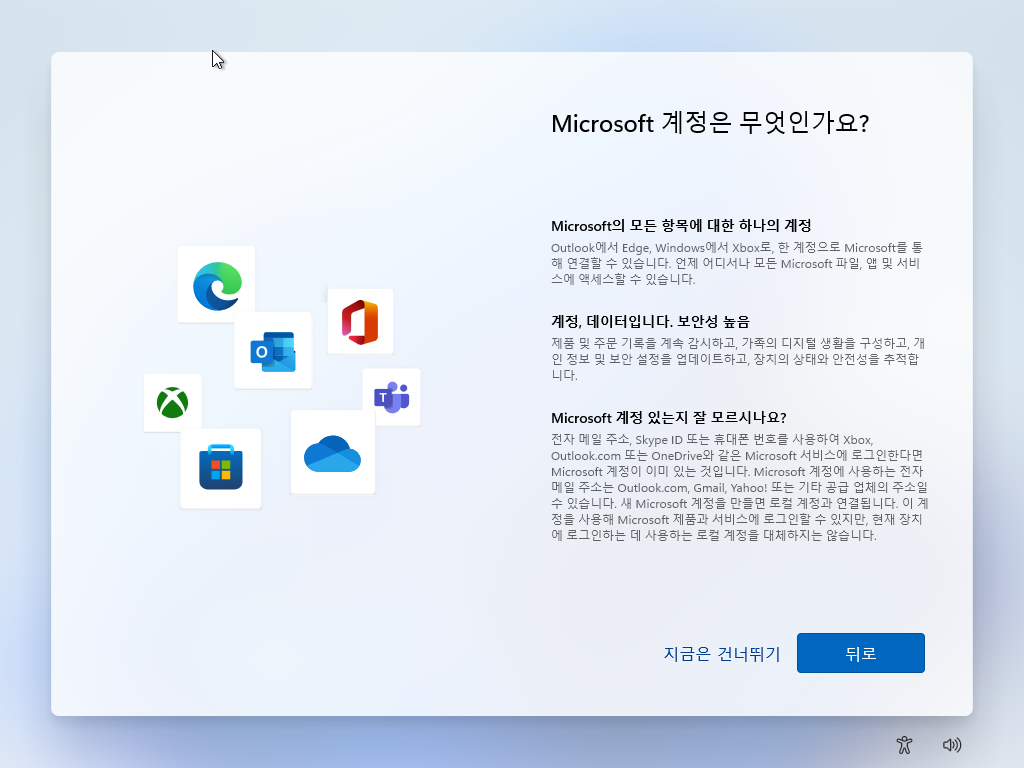 Microsoft 계정은 무엇인가요?
Microsoft의 모든 항목에 대한 하나의 계정
Outlook에서 Edge, Windows에서 Xbox로, 한 계정으로 Microsoft를 통
해 연결할 수 있습니다. 언제 어디서나 모든 Microsoft 파일, 앱 및 서비
스에 액세스할 수 있습니다.
계정, 데이터입니다. 보안성 높음
제품 및 주문 기록을 계속 감시하고, 가족의 디지털 생활을 구성하고, 개
인 정보 및 보안 설정을 업데이트하고, 장치의 상태와 안전성을 추적합
니다.
Microsoft 계정 있는지 잘 모르시나요?
전자 메일 주소, Skype ID 또는 휴대폰 번호를 사용하여 Xbox,
Outlook.com 또는 OneDrive와 같은 Microsoft 서비스에 로그인한다면
Microsoft 계정이 이미 있는 것입니다. Microsoft 계정에 사용하는 전자
메일 주소는 Outlook.com, Gmail, Yahoo! 또는 기타 공급 업체의 주소일
수 있습니다. 새 Microsoft 계정을 만들면 로컬 계정과 연결됩니다. 이 계
정을 사용해 Microsoft 제품과 서비스에 로그인할 수 있지만, 현재 장치
에 로그인하는 데 사용하는 로컬 계정을 대체하지는 않습니다.
O
T
지금은 건너뛰기
뒤로